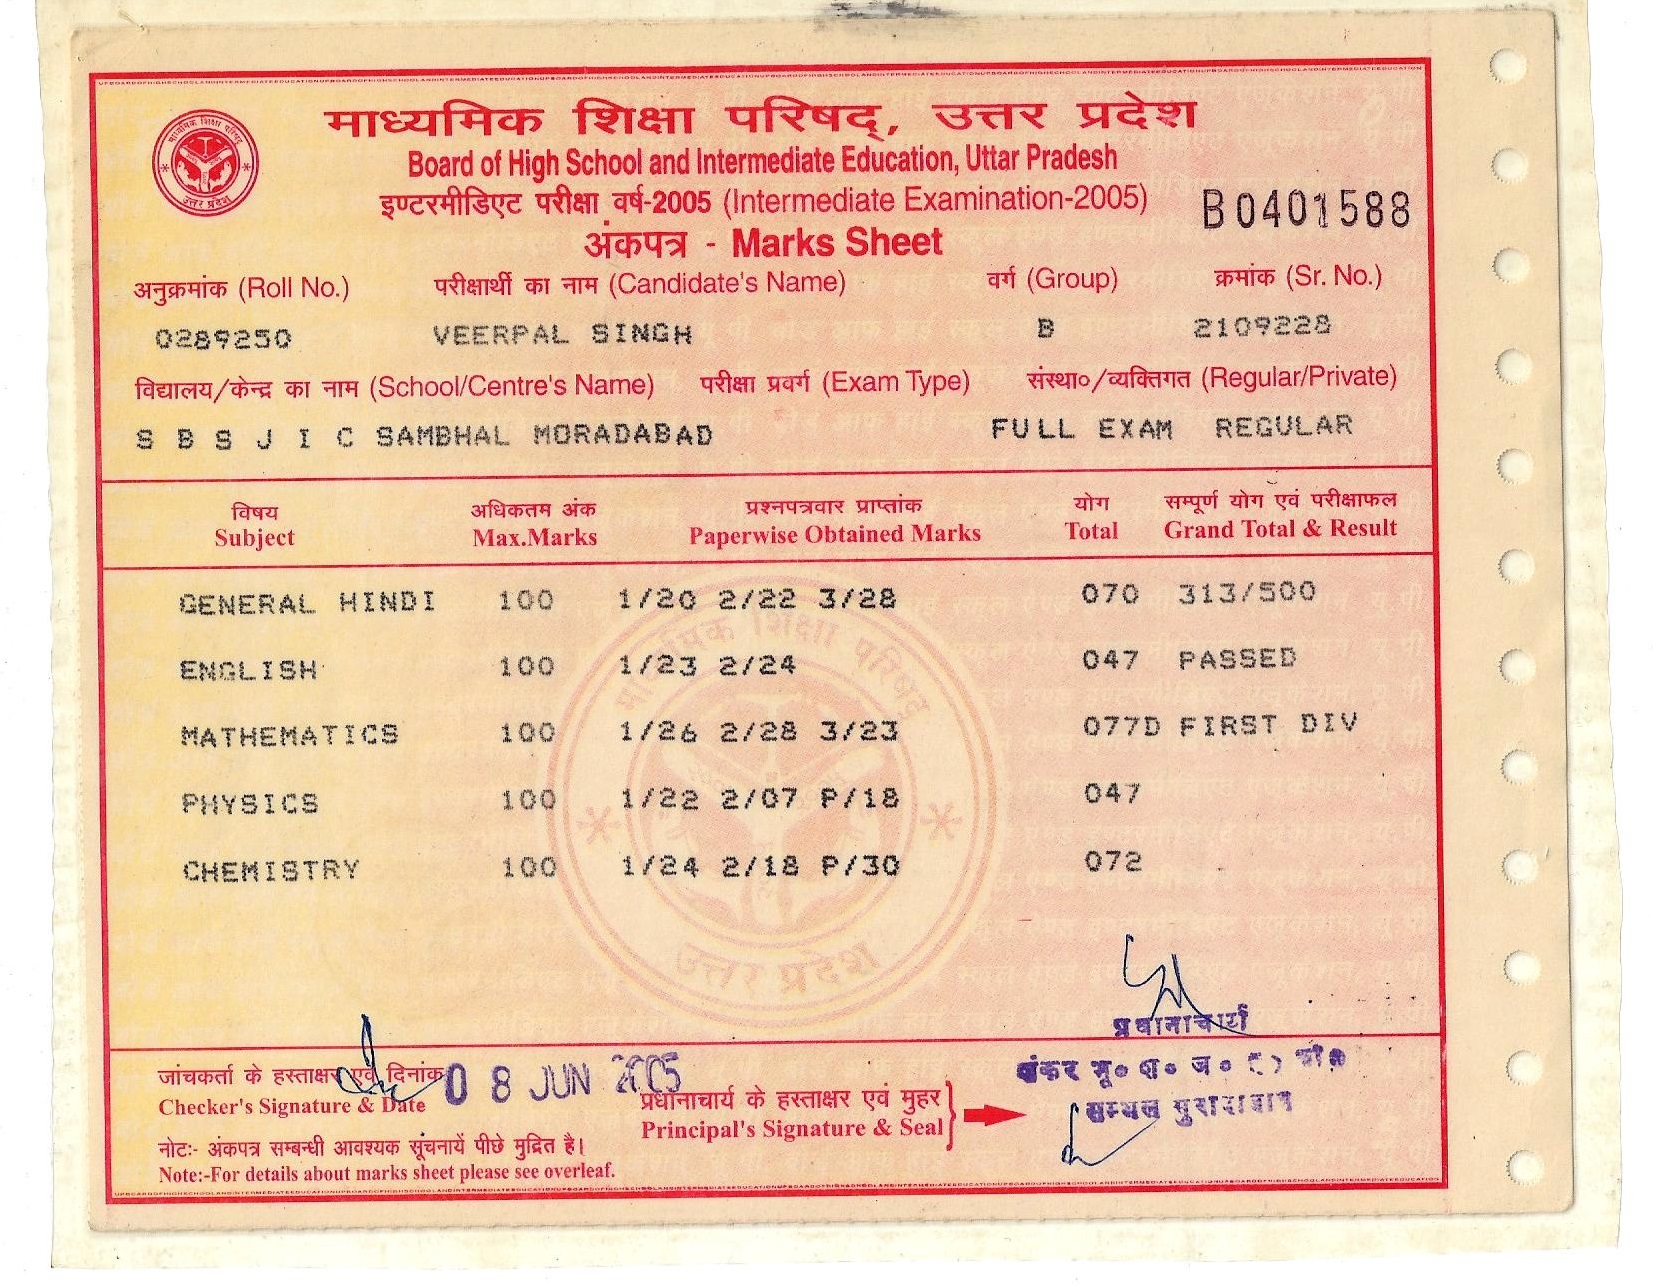 माध्यमिक शिक्षा परिषद्, उत्तर प्रदेश
Board of High School and Intermediate Education, Uttar Pradesh
इण्टरमीडिएट परीक्षा वर्ष-2005 (Intermediate Examination-2005)
B0401588
अंकपत्र - Marks Sheet
अनुक्रमांक (Roll No.) परीक्षार्थी का नाम (Candidate's Name) वर्ग (Group) क्रमांक (Sr. No.)
0289250 VEERPAL SINGH B 2109228
विद्यालय/केन्द्र का नाम (School/Centre's Name) परीक्षा प्रवर्ग (Exam Type) संस्था०/व्यक्तिगत (Regular/Private)
S B S J I C SAMBHAL MORADABAD FULL EXAM REGULAR
विषय अधिकतम अंक प्रश्नपत्रवार प्राप्तांक योग सम्पूर्ण योग एवं परीक्षाफल
Subject Max.Marks Paperwise Obtained Marks Total Grand Total & Result
GENERAL HINDI 100 1/20 2/22 3/28 070 313/500
ENGLISH 100 1/23 2/24 047 PASSED
MATHEMATICS 100 1/26 2/28 3/23 077D FIRST DIV
PHYSICS 100 1/22 2/07 P/18 047
CHEMISTRY 100 1/24 2/18 P/30 072
उत्तर प्रदेश
प्रधानाचार्य
जांचकर्ता के हस्ताक्षर एवं दिनांक 08 JUN 2005
Checker's Signature & Date
प्रधानाचार्य के हस्ताक्षर एवं मुहर
Principal's Signature & Seal
सम्भल मुरादाबाद
नोटः- अंकपत्र सम्बन्धी आवश्यक सूचनायें पीछे मुद्रित है।
Note:-For details about marks sheet please see overleaf.